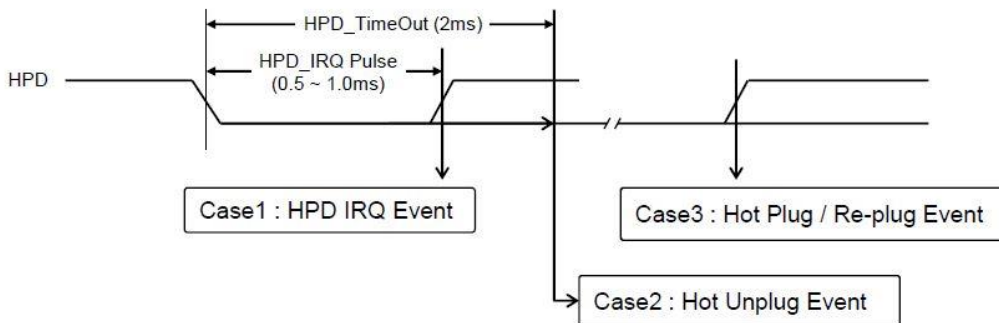 HPD_TimeOut (2ms)
HPD_IRQ Pulse
(0.5 ~ 1.0ms)
HPD
Case1 : HPD IRQ Event
Case3 : Hot Plug / Re-plug Event
Case2 : Hot Unplug Event